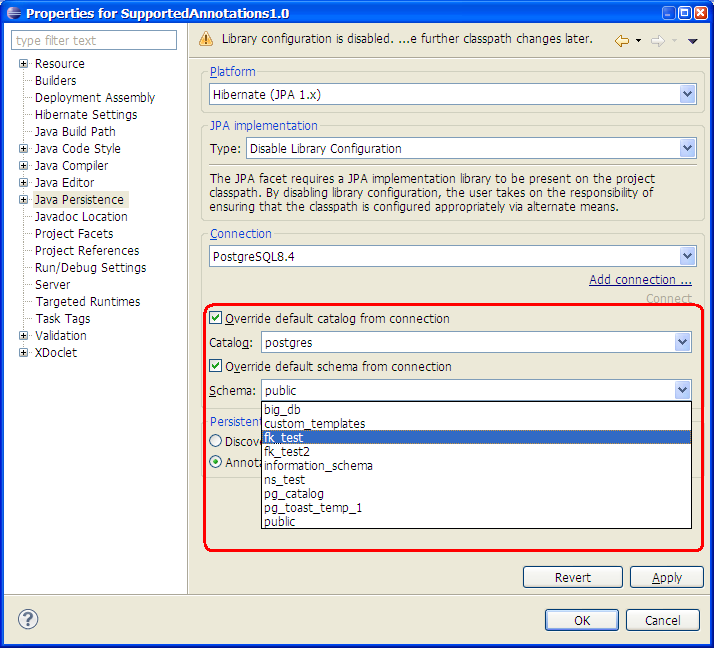 Properties for SupportedAnnotations1.0
type filter text
Resource
Builders
Deployment Assembly
Hibernate Settings
Java Build Path
Java Code Style
Java Compiler
Java Editor
Java Persistence
Javadoc Location
Project Facets
Project References
Run/Debug Settings
Server
Targeted Runtimes
Task Tags
Validation
XDoclet
Library configuration is disabled. ...e further classpath changes later.
Platform
Hibernate (JPA 1.x)
JPA implementation
Type: Disable Library Configuration
The JPA facet requires a JPA implementation library to be present on the project
classpath. By disabling library configuration, the user takes on the responsibility of
ensuring that the classpath is configured appropriately via alternate means.
Connection
PostgreSQL8.4
Add connection ...
Connect
Override default catalog from connection
Catalog: postgres
Override default schema from connection
Schema: public
big_db
custom_templates
fk_test
fk_test2
information_schema
ns_test
pg_catalog
pg_toast_temp_1
public
Persistent
Discov
Annota
Revert Apply
? OK Cancel